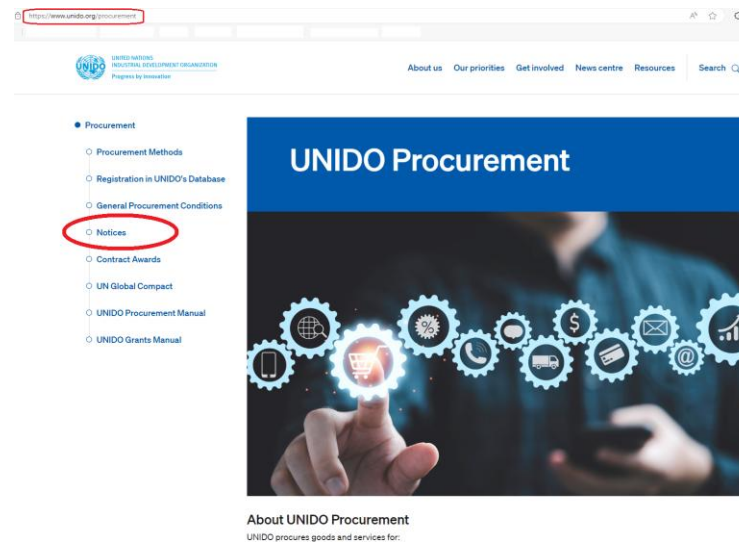 https://www.unido.org/procurement
UNIDO
UNITED NATIONS
INDUSTRIAL DEVELOPMENT ORGANIZATION
Progress by innovation
About us Our priorities Get involved News centre Resources Search
Procurement
Procurement Methods
Registration in UNIDO's Database
General Procurement Conditions
Notices
Contract Awards
UN Global Compact
UNIDO Procurement Manual
UNIDO Grants Manual
UNIDO Procurement
About UNIDO Procurement
UNIDO procures goods and services for: